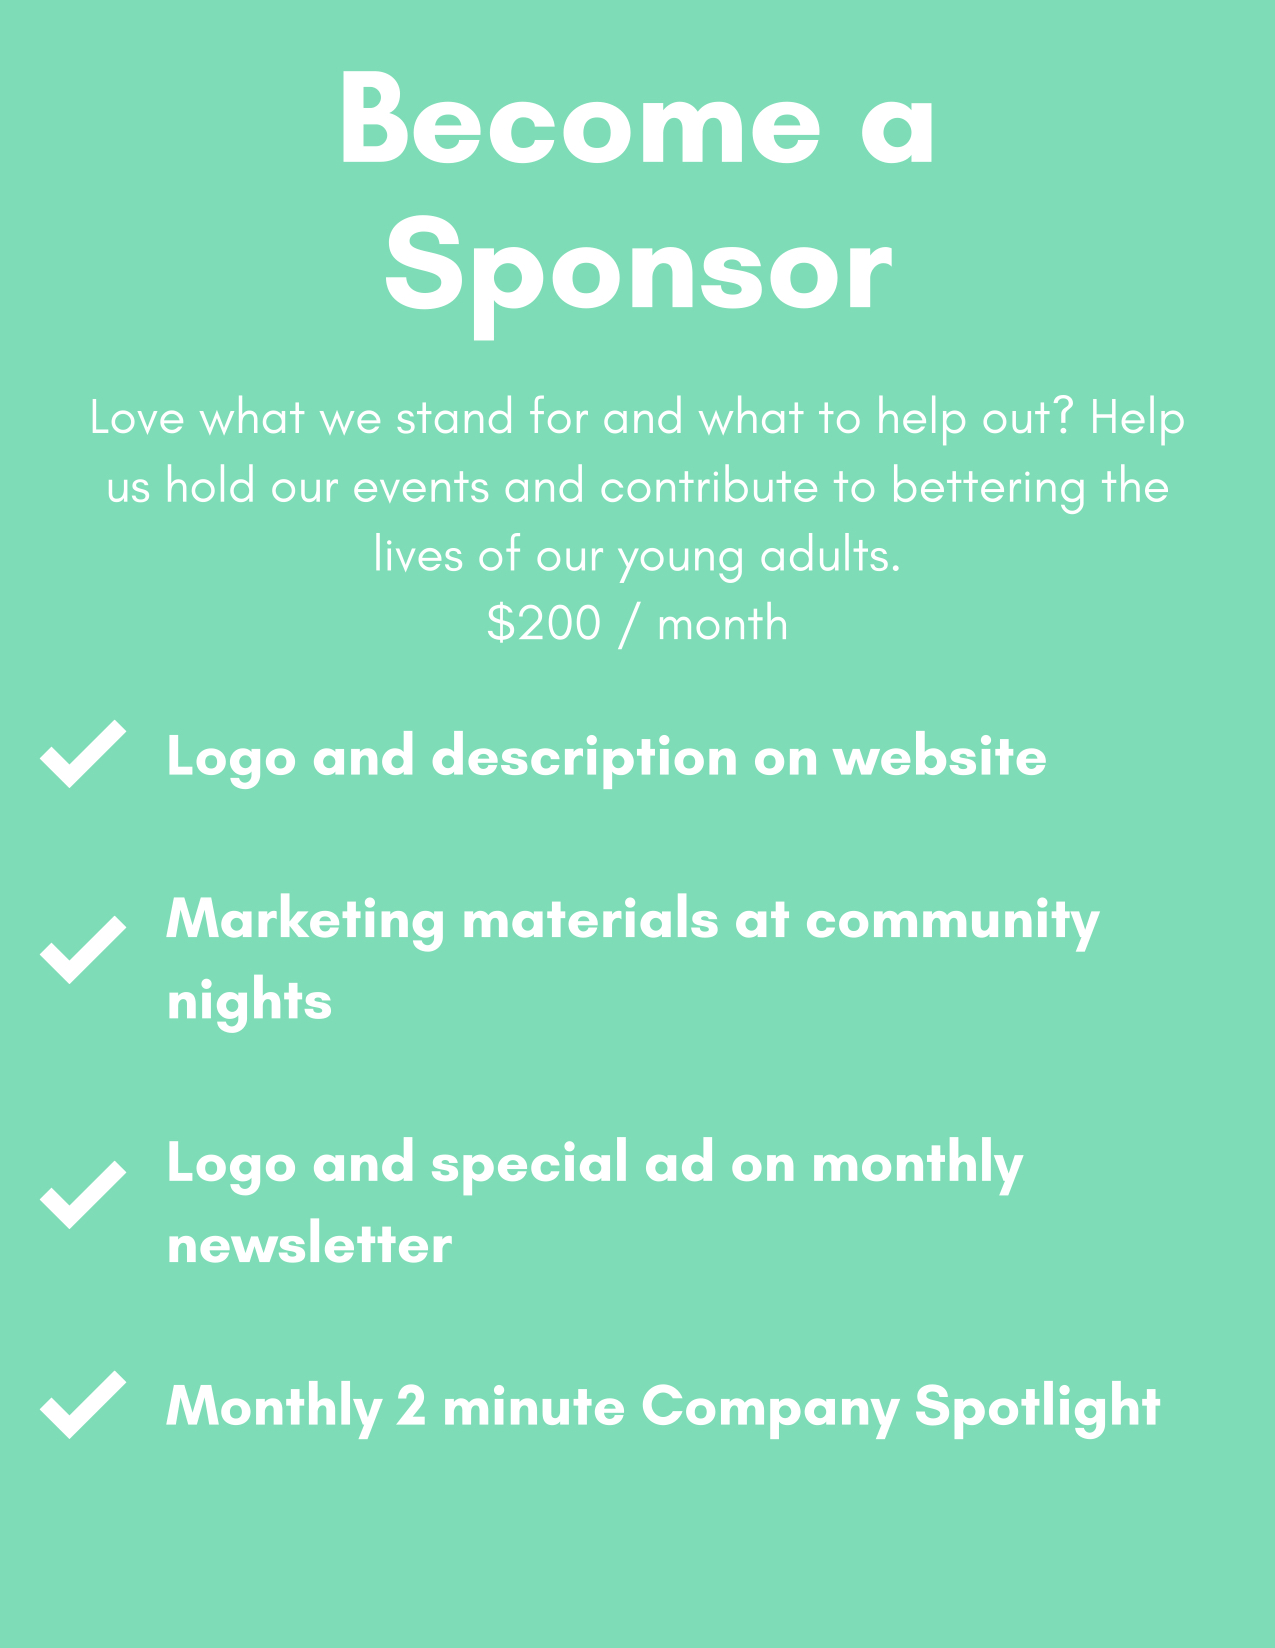 Become a
Sponsor
Love what we stand for and what to help out? Help
us hold our events and contribute to bettering the
lives of our young adults.
$200 / month
Logo and description on website
Marketing materials at community
nights
Logo and special ad on monthly
newsletter
Monthly 2 minute Company Spotlight